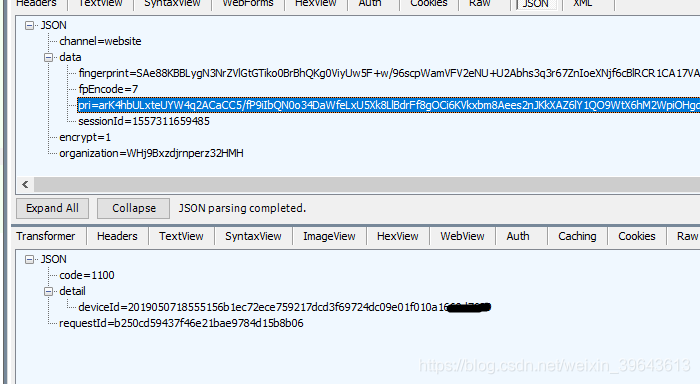 Headers TextView SyntaxView WebForms HexView Auth Cookies Raw JSON XML
JSON
channel=website
data
fingerprint=SAe88KBBLygN3NrZVlGtGTiko0BrBhQKg0ViyUw5F+w/96scpWamVFV2eNU+U2Abhs3q3r67ZnIoeXNjf6cBlRCR1CA17VA
fpEncode=7
pri=arK4hbULxteUYW4q2ACaCC5/fP9iIbQN0o34DaWfeLxU5Xk8LlBdrFf8gOCi6KVkxbm8Aees2nJKkXAZ6lY1QO9WtX6hM2WpiOHgc
sessionId=1557311659485
encrypt=1
organization=WHj9Bxzdjrnperz32HMH
Expand All Collapse JSON parsing completed.
Transformer Headers TextView SyntaxView ImageView HexView WebView Auth Caching Cookies Raw
JSON
code=1100
detail
deviceId=2019050718555156b1ec72ece759217dcd3f69724dc09e01f010a16
requestId=b250cd59437f46e21bae9784d15b8b06
https://blog.csdn.net/weixin_39643613